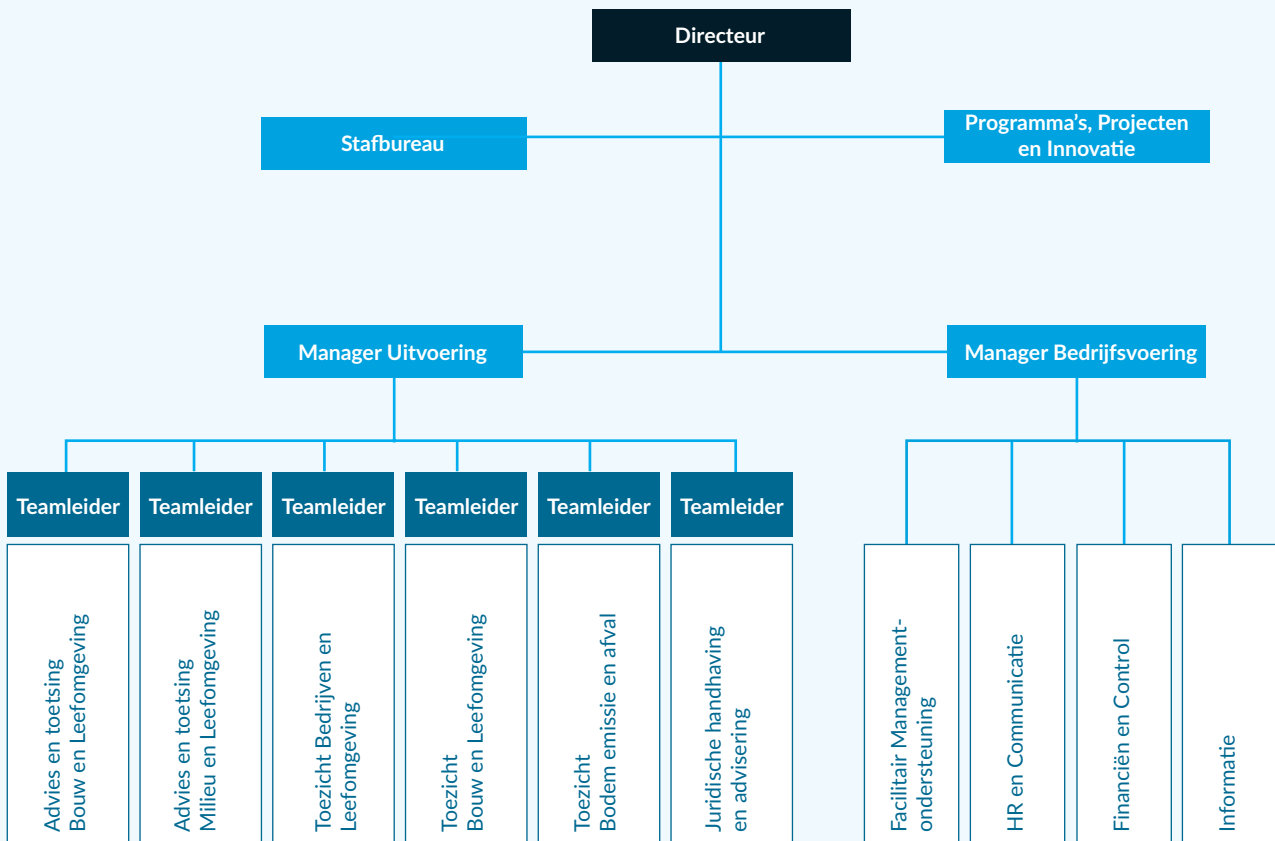 Directeur
Stafbureau
Programma's, Projecten
en Innovatie
Manager Uitvoering
Manager Bedrijfsvoering
Teamleider
Teamleider
Teamleider
Teamleider
Teamleider
Teamleider
Advies en toetsing
Bouw en Leefomgeving
Advies en toetsing
Milieu en Leefomgeving
Toezicht Bedrijven en
Leefomgeving
Toezicht
Bouw en Leefomgeving
Toezicht
Bodem emissie en afval
Juridische handhaving
en advisering
Facilitair Management-
ondersteuning
HR en Communicatie
Financiën en Control
Informatie